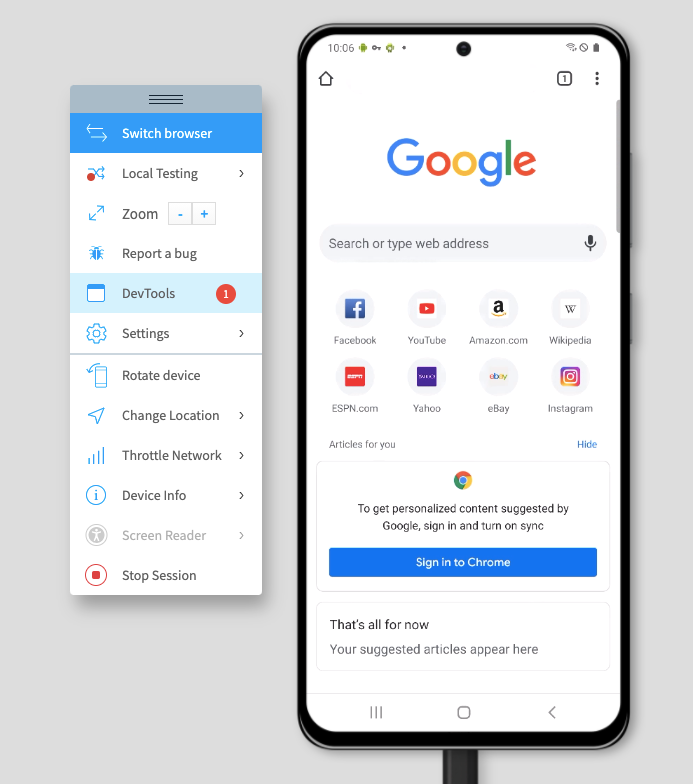 Switch browser
Local Testing
Zoom - +
Report a bug
DevTools 1
Settings
Rotate device
Change Location
Throttle Network
Device Info
Screen Reader
Stop Session
10:06
1
Google
Search or type web address
Facebook YouTube Amazon.com Wikipedia
ESPN.com Yahoo eBay Instagram
Articles for you Hide
To get personalized content suggested by
Google, sign in and turn on sync
Sign in to Chrome
That's all for now
Your suggested articles appear here